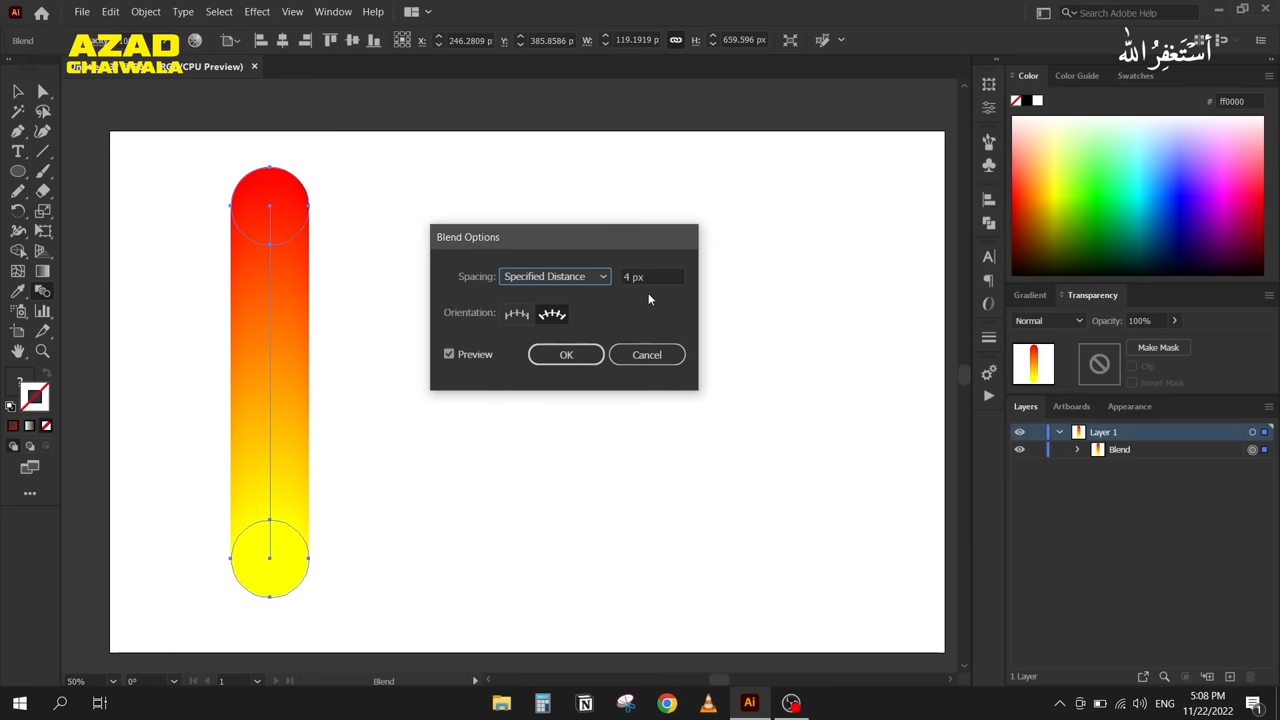 File Edit Object Type Select Effect View Window Help
Search Adobe Help
Blend
X: 246.2809 p Y: 385.8586 p W: 119.1919 p H: 659.596 px
AZAD
CHAIWALA
أستغفر الله
/CPU Preview)
Color Color Guide Swatches
# ff0000
Blend Options
Spacing: Specified Distance 4 px
Orientation:
Preview OK Cancel
Gradient Transparency
Normal Opacity: 100%
Make Mask
Clip
Invert Mask
Layers Artboards Appearance
Layer 1
Blend
1 Layer
50% 0° 1 Blend
ENG
5:08 PM
11/22/2022